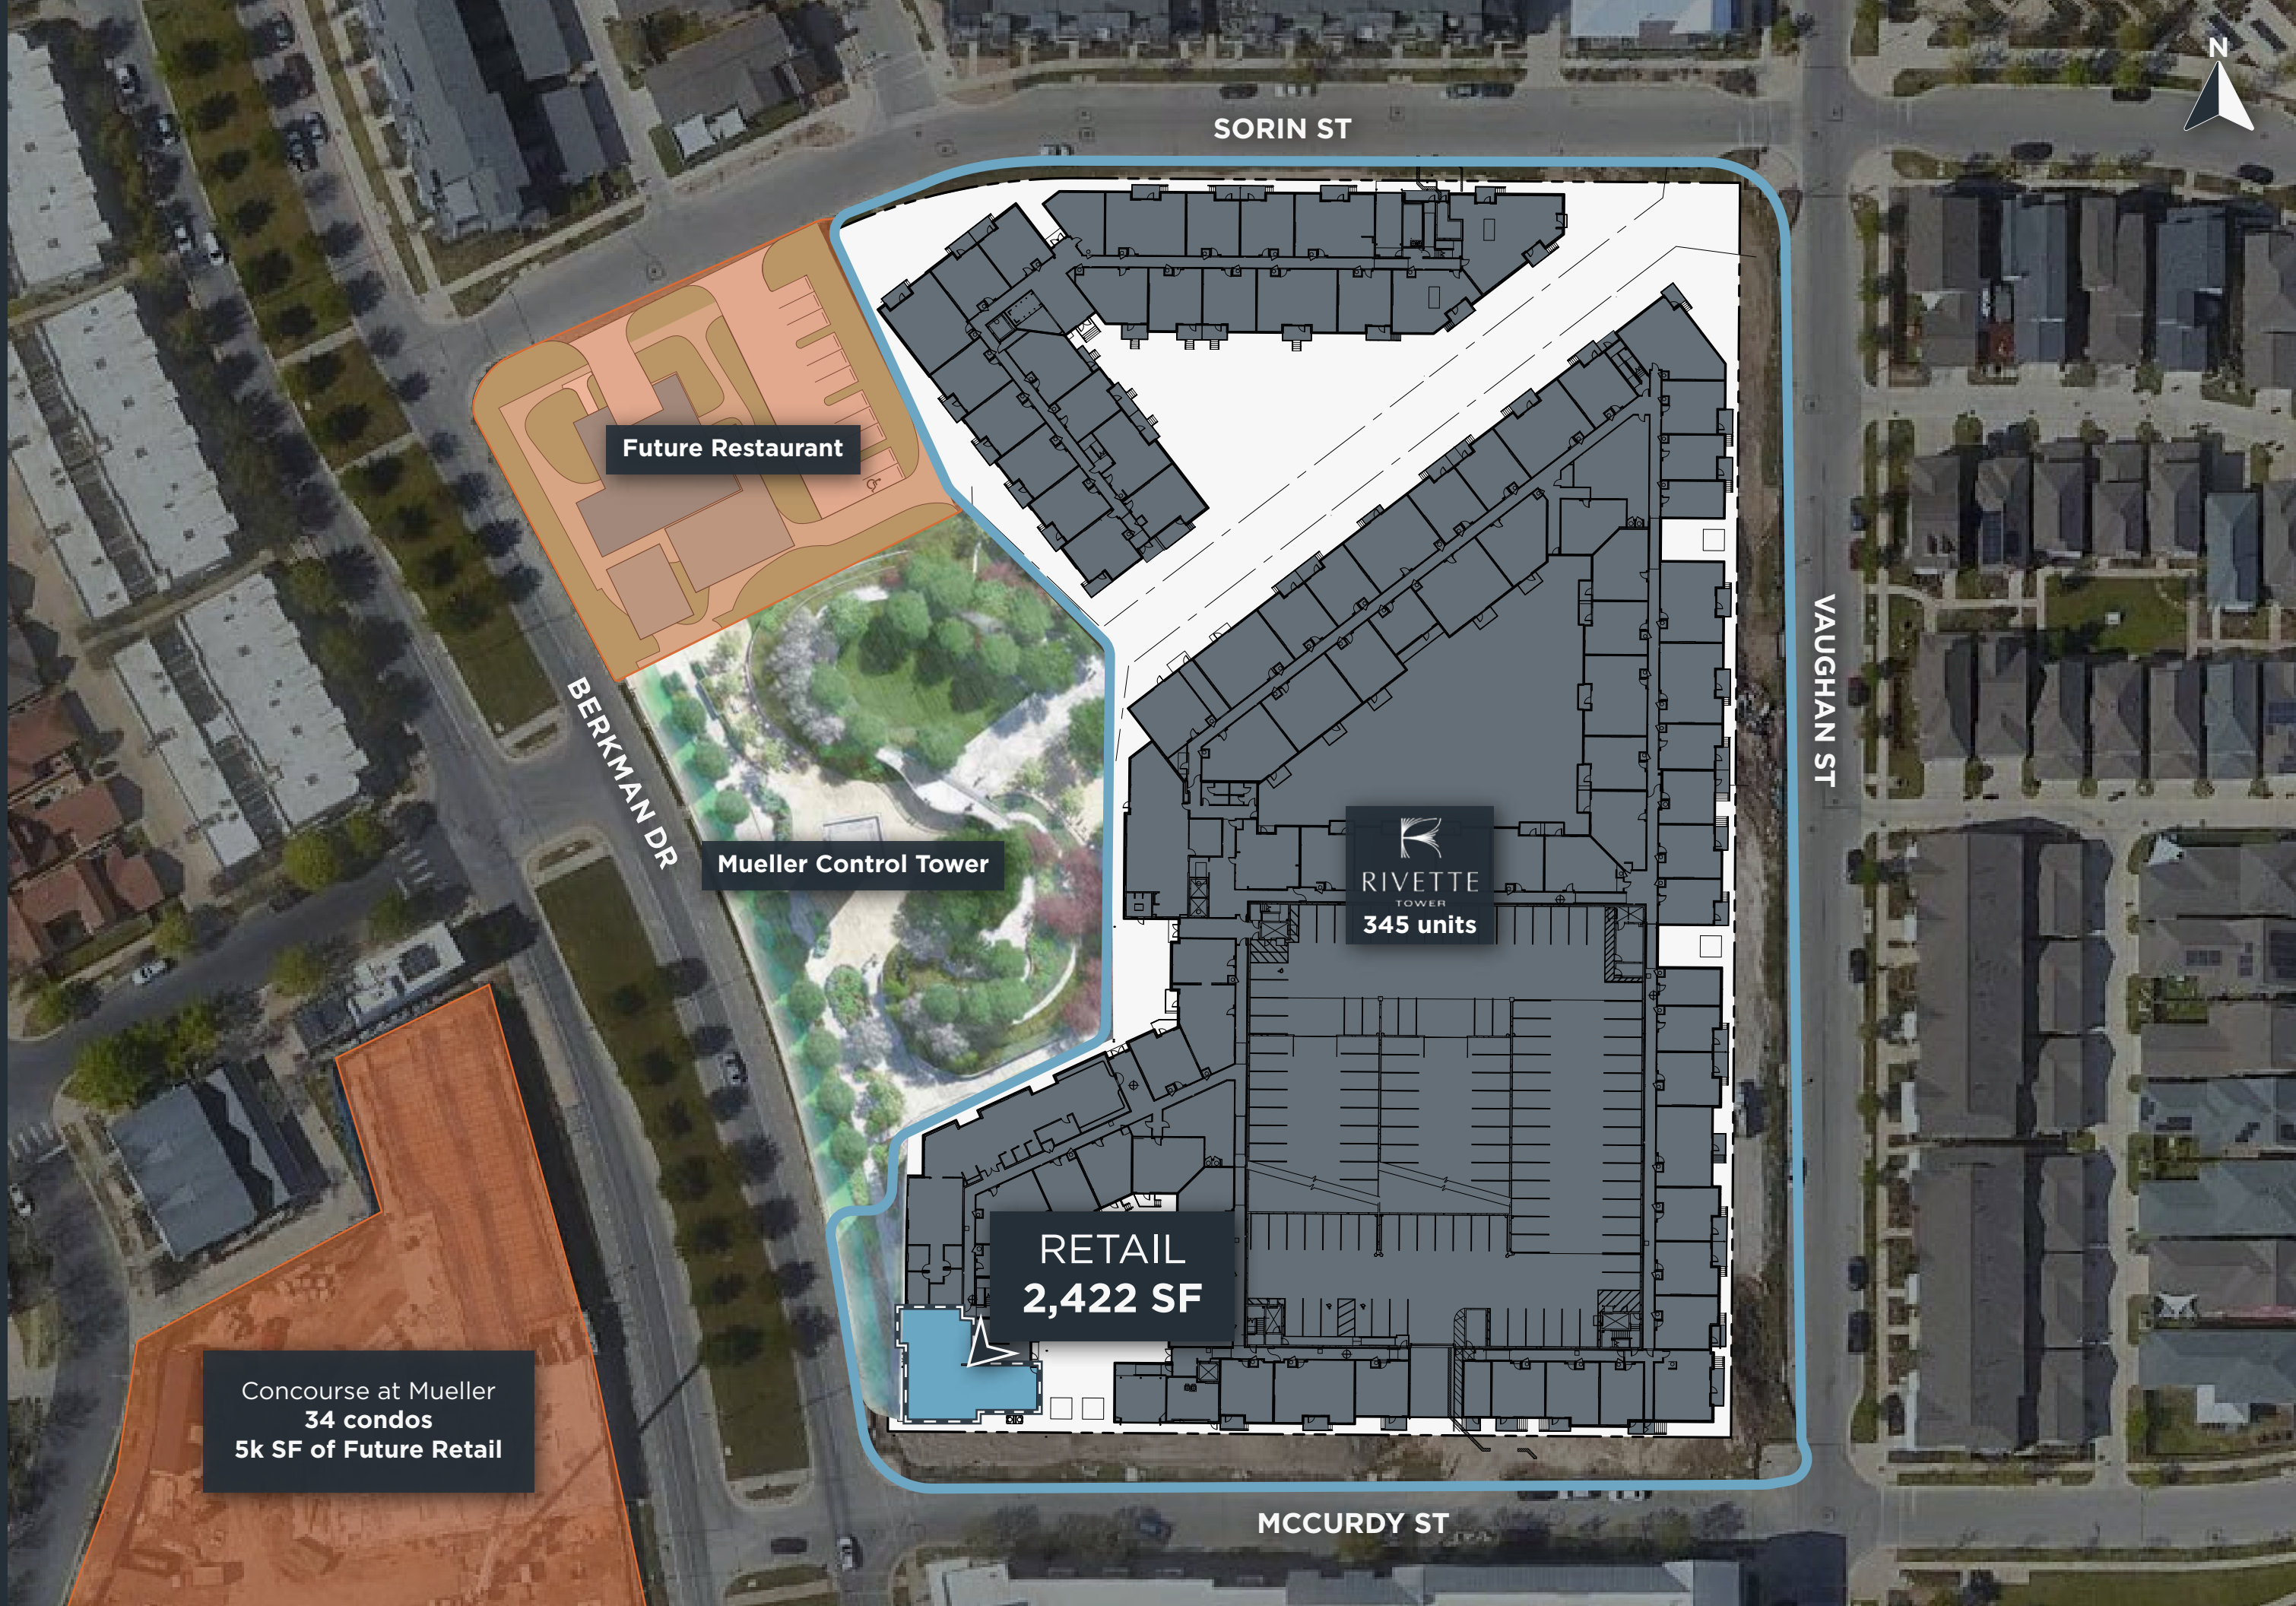 N
SORIN ST
Future Restaurant
VAUGHAN ST
BERKMAN DR
Mueller Control Tower
RIVETTE
TOWER
345 units
RETAIL
2,422 SF
Concourse at Mueller
34 condos
5k SF of Future Retail
MCCURDY ST